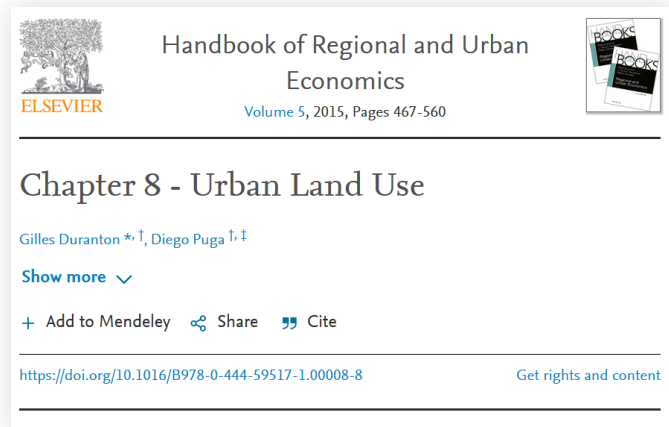 ELSEVIER
Handbook of Regional and Urban
Economics
Volume 5, 2015, Pages 467-560
Chapter 8 - Urban Land Use
Gilles Duranton *, †, Diego Puga †, ‡
Show more
+ Add to Mendeley Share Cite
https://doi.org/10.1016/B978-0-444-59517-1.00008-8 Get rights and content